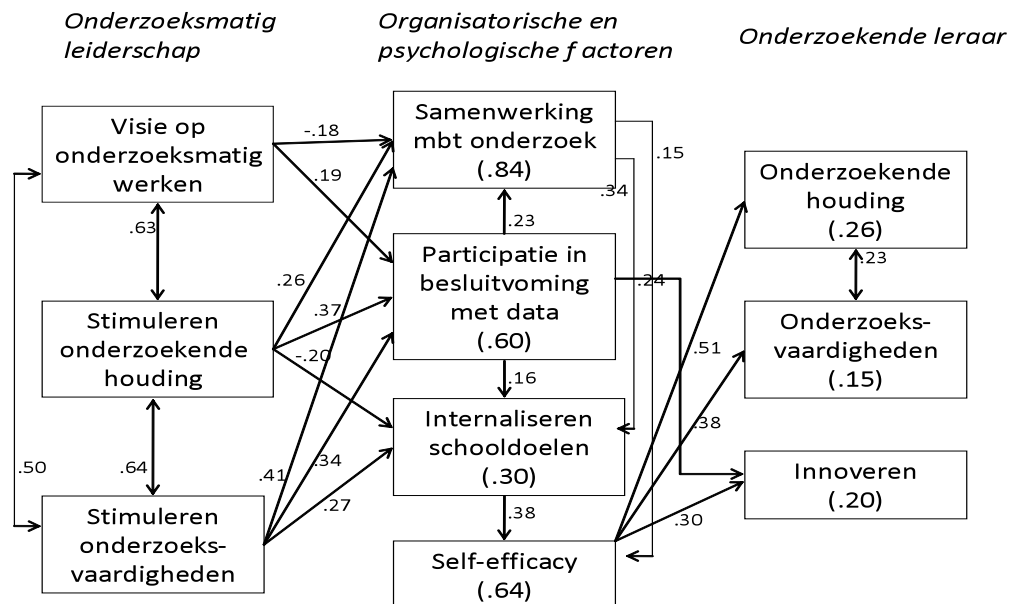 Onderzoeksmatig
leiderschap
Organisatorische en
psychologische f actoren
Onderzoekende leraar
Visie op
onderzoeksmatig
werken
Stimuleren
onderzoekende
houding
Stimuleren
onderzoeks-
vaardigheden
.63
.64
.50
-.18
.19
.26
.37
-.20
.41
.34
.27
Samenwerking
mbt onderzoek
(.84)
.23
Participatie in
besluitvoming
met data
(.60)
.16
Internaliseren
schooldoelen
(.30)
.38
Self-efficacy
(.64)
.15
.34
.24
.51
.38
.30
Onderzoekende
houding
(.26)
.23
Onderzoeks-
vaardigheden
(.15)
Innoveren
(.20)